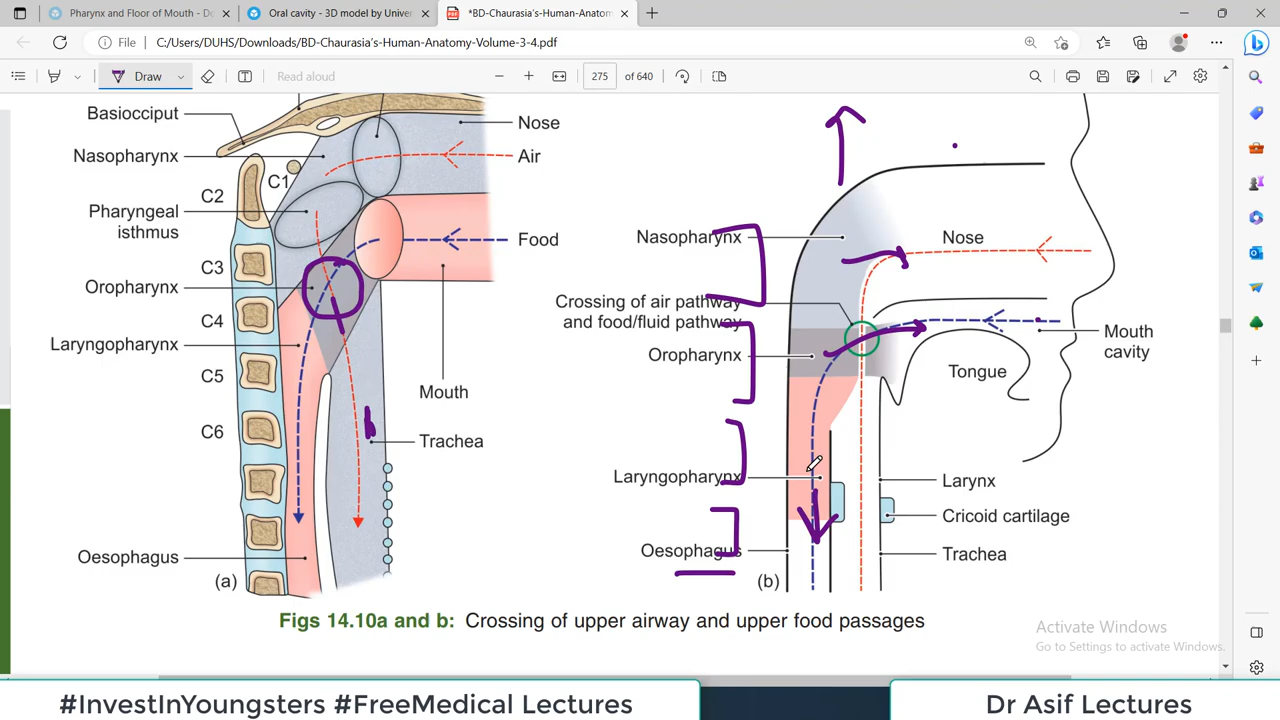 Pharynx and Floor of Mouth - De
Oral cavity - 3D model by Univer
*BD-Chaurasia's-Human-Anatom
File
C:/Users/DUHS/Downloads/BD-Chaurasia's-Human-Anatomy-Volume-3-4.pdf
Draw
Read aloud
275 of 640
Basiocciput
Nose
Nasopharynx
Air
C1
C2
Pharyngeal
isthmus
Food
C3
Oropharynx
C4
Laryngopharynx
C5
Mouth
C6
Trachea
Oesophagus
(a)
Nasopharynx
Nose
Crossing of air pathway
and food/fluid pathway
Mouth
cavity
Oropharynx
Tongue
Laryngopharynx
Larynx
Cricoid cartilage
Oesophagus
Trachea
(b)
Figs 14.10a and b: Crossing of upper airway and upper food passages
Activate Windows
Go to Settings to activate Windows.
#InvestInYoungsters #FreeMedical Lectures
Dr Asif Lectures